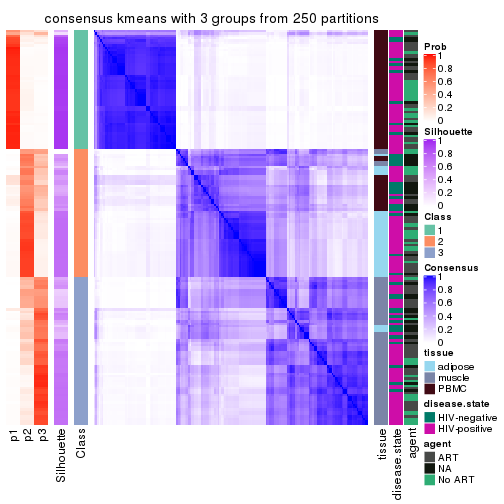 consensus kmeans with 3 groups from 250 partitions
Prob
1
0.8
0.6
0.4
0.2
0
Silhouette
1
0.8
0.6
0.4
0.2
0
Class
1
2
3
Consensus
1
0.8
0.6
0.4
0.2
0
tissue
adipose
muscle
PBMC
disease.state
HIV-negative
HIV-positive
agent
ART
NA
No ART
p1
p2
p3
Silhouette
Class
tissue
disease.state
agent